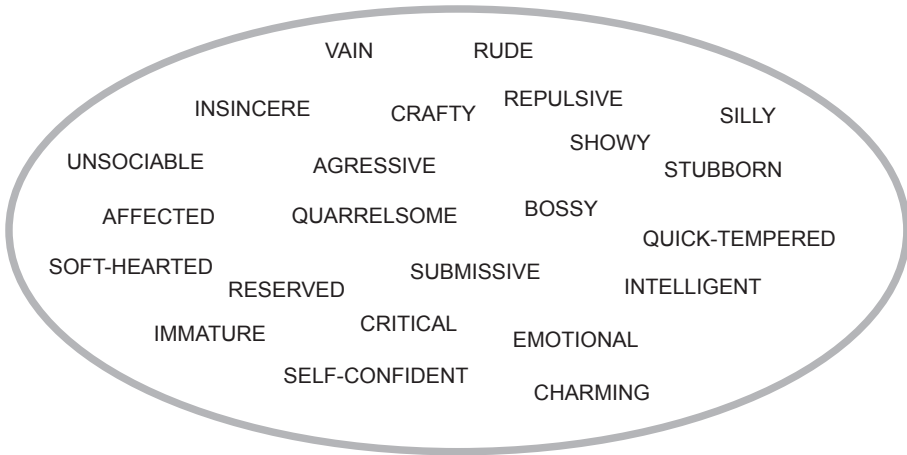 VAIN RUDE
INSINCERE CRAFTY REPULSIVE SILLY
SHOWY
UNSOCIABLE AGRESSIVE STUBBORN
AFFECTED QUARRELSOME BOSSY
QUICK-TEMPERED
SOFT-HEARTED SUBMISSIVE
RESERVED INTELLIGENT
IMMATURE CRITICAL EMOTIONAL
SELF-CONFIDENT CHARMING